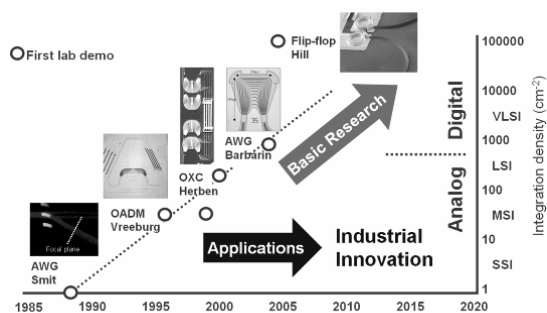 First lab demo
Flip-flop
Hill
AWG
Barbarin
35
OXC
Herben
OADM
Vreeburg
Focal plane
AWG
Smit
Basic Research
Applications
Industrial
Innovation
Digital
Analog
100000
10000
VLSI
1000
LSI
100
MSI
10
SSI
1
Integration density (cm-2)
1985
1990
1995
2000
2005
2010
2015
2020